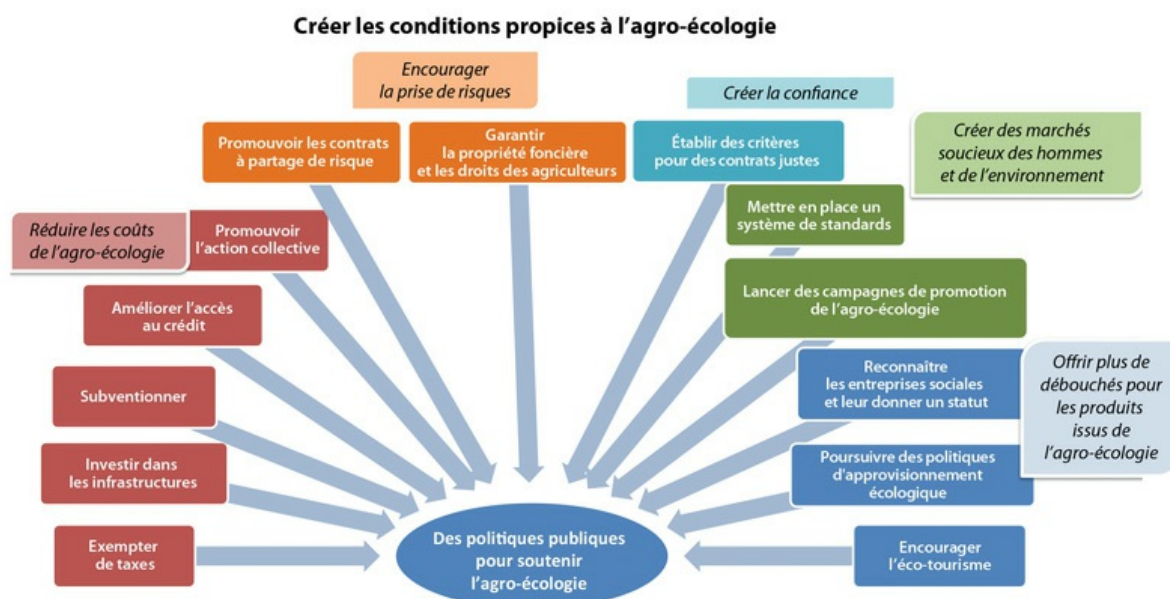 Créer les conditions propices à l'agro-écologie
Encourager
la prise de risques
Créer la confiance
Promouvoir les contrats
à partage de risque
Garantir
la propriété foncière
et les droits des agriculteurs
Établir des critères
pour des contrats justes
Créer des marchés
soucieux des hommes
et de l'environnement
Réduire les coûts
de l'agro-écologie
Promouvoir
l'action collective
Mettre en place un
système de standards
Améliorer l'accès
au crédit
Lancer des campagnes de promotion
de l'agro-écologie
Subventionner
Reconnaître
les entreprises sociales
et leur donner un statut
Offrir plus de
débouchés pour
les produits
issus de
l'agro-écologie
Investir dans
les infrastructures
Poursuivre des politiques
d'approvisionnement
écologique
Exempter
de taxes
Des politiques publiques
pour soutenir
l'agro-écologie
Encourager
l'éco-tourisme